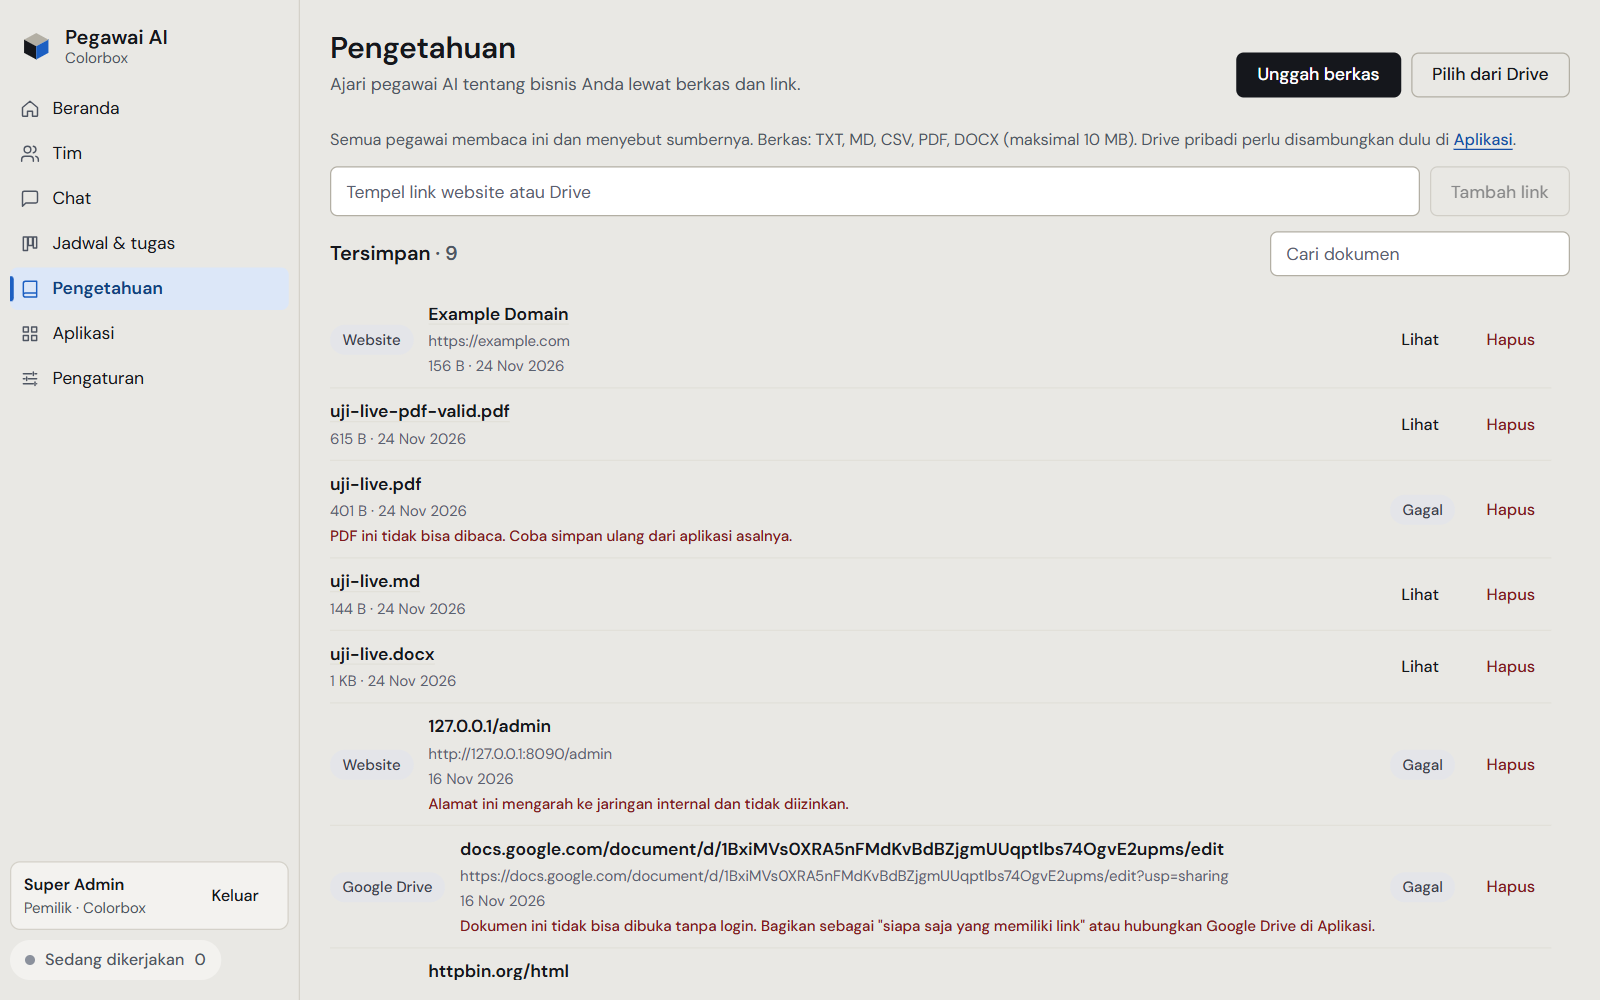 Pegawai AI
Colorbox
Beranda
Tim
Chat
Jadwal & tugas
Pengetahuan
Aplikasi
Pengaturan
Super Admin
Pemilik · Colorbox
Keluar
Sedang dikerjakan 0
Pengetahuan
Ajari pegawai AI tentang bisnis Anda lewat berkas dan link.
Unggah berkas
Pilih dari Drive
Semua pegawai membaca ini dan menyebut sumbernya. Berkas: TXT, MD, CSV, PDF, DOCX (maksimal 10 MB). Drive pribadi perlu disambungkan dulu di Aplikasi.
Tempel link website atau Drive
Tambah link
Tersimpan · 9
Cari dokumen
Website
Example Domain
https://example.com
156 B · 24 Nov 2026
Lihat
Hapus
uji-live-pdf-valid.pdf
615 B · 24 Nov 2026
Lihat
Hapus
uji-live.pdf
401 B · 24 Nov 2026
PDF ini tidak bisa dibaca. Coba simpan ulang dari aplikasi asalnya.
Gagal
Hapus
uji-live.md
144 B · 24 Nov 2026
Lihat
Hapus
uji-live.docx
1 KB · 24 Nov 2026
Lihat
Hapus
Website
127.0.0.1/admin
http://127.0.0.1:8090/admin
16 Nov 2026
Alamat ini mengarah ke jaringan internal dan tidak diizinkan.
Gagal
Hapus
Google Drive
docs.google.com/document/d/1BxiMVs0XRA5nFMdKvBdBZjgmUUqptlbs74OgvE2upms/edit
https://docs.google.com/document/d/1BxiMVs0XRA5nFMdKvBdBZjgmUUqptlbs74OgvE2upms/edit?usp=sharing
16 Nov 2026
Dokumen ini tidak bisa dibuka tanpa login. Bagikan sebagai "siapa saja yang memiliki link" atau hubungkan Google Drive di Aplikasi.
Gagal
Hapus
httpbin.org/html